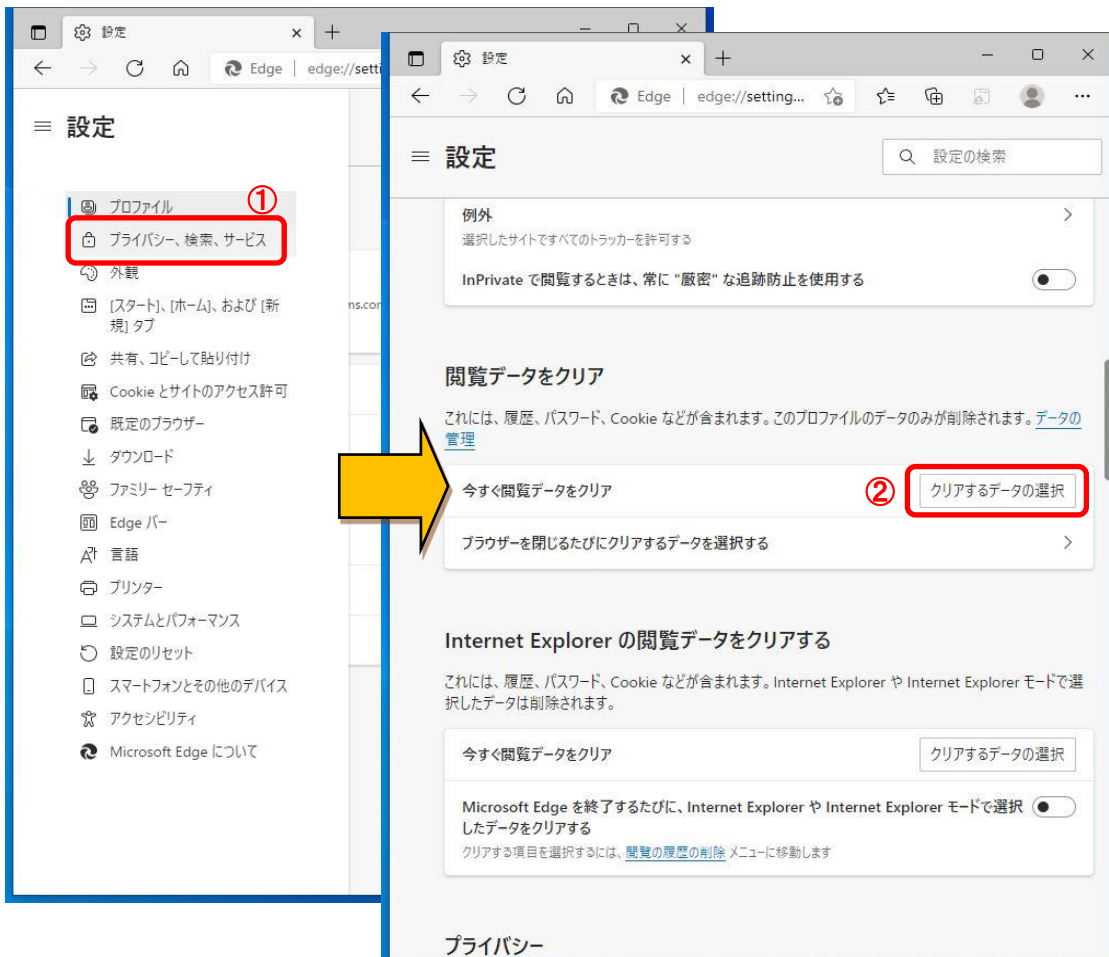 設定
Edge | edge://setti
設定
①
プロファイル
プライバシー、検索、サービス
外観
[スタート]、[ホーム]、および [新
規] タブ
共有、コピーして貼り付け
Cookie とサイトのアクセス許可
既定のブラウザー
ダウンロード
ファミリー セーフティ
Edge バー
言語
プリンター
システムとパフォーマンス
設定のリセット
スマートフォンとその他のデバイス
アクセシビリティ
Microsoft Edge について
ms.com
設定
Edge | edge://setting...
設定
設定の検索
例外
選択したサイトですべてのトラッカーを許可する
InPrivate で閲覧するときは、常に "厳密" な追跡防止を使用する
閲覧データをクリア
これには、履歴、パスワード、Cookie などが含まれます。このプロファイルのデータのみが削除されます。データの
管理
今すぐ閲覧データをクリア
②
クリアするデータの選択
ブラウザーを閉じるたびにクリアするデータを選択する
Internet Explorer の閲覧データをクリアする
これには、履歴、パスワード、Cookie などが含まれます。Internet Explorer や Internet Explorer モードで選
択したデータは削除されます。
今すぐ閲覧データをクリア
クリアするデータの選択
Microsoft Edge を終了するたびに、Internet Explorer や Internet Explorer モードで選択
したデータをクリアする
クリアする項目を選択するには、閲覧の履歴の削除 メニューに移動します
プライバシー